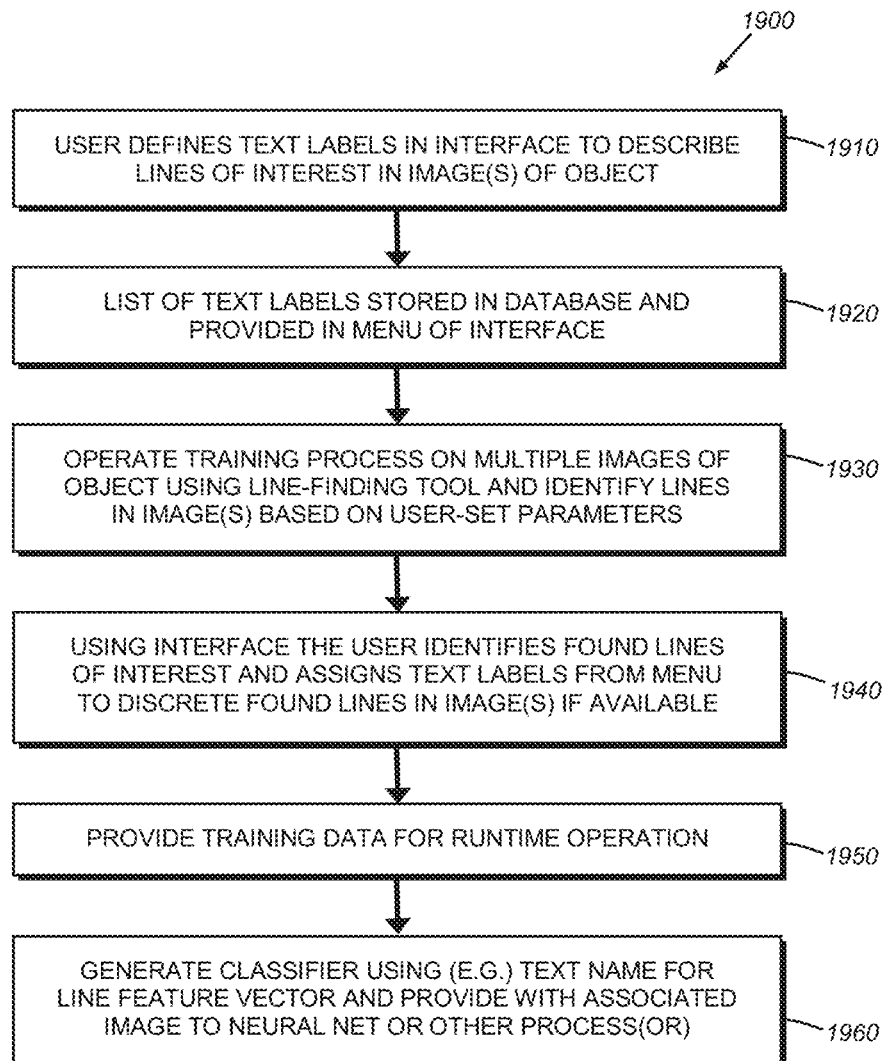 1900
USER DEFINES TEXT LABELS IN INTERFACE TO DESCRIBE
LINES OF INTEREST IN IMAGE(S) OF OBJECT
1910
LIST OF TEXT LABELS STORED IN DATABASE AND
PROVIDED IN MENU OF INTERFACE
1920
OPERATE TRAINING PROCESS ON MULTIPLE IMAGES OF
OBJECT USING LINE-FINDING TOOL AND IDENTIFY LINES
IN IMAGE(S) BASED ON USER-SET PARAMETERS
1930
USING INTERFACE THE USER IDENTIFIES FOUND LINES
OF INTEREST AND ASSIGNS TEXT LABELS FROM MENU
TO DISCRETE FOUND LINES IN IMAGE(S) IF AVAILABLE
1940
PROVIDE TRAINING DATA FOR RUNTIME OPERATION
1950
GENERATE CLASSIFIER USING (E.G.) TEXT NAME FOR
LINE FEATURE VECTOR AND PROVIDE WITH ASSOCIATED
IMAGE TO NEURAL NET OR OTHER PROCESS(OR)
1960